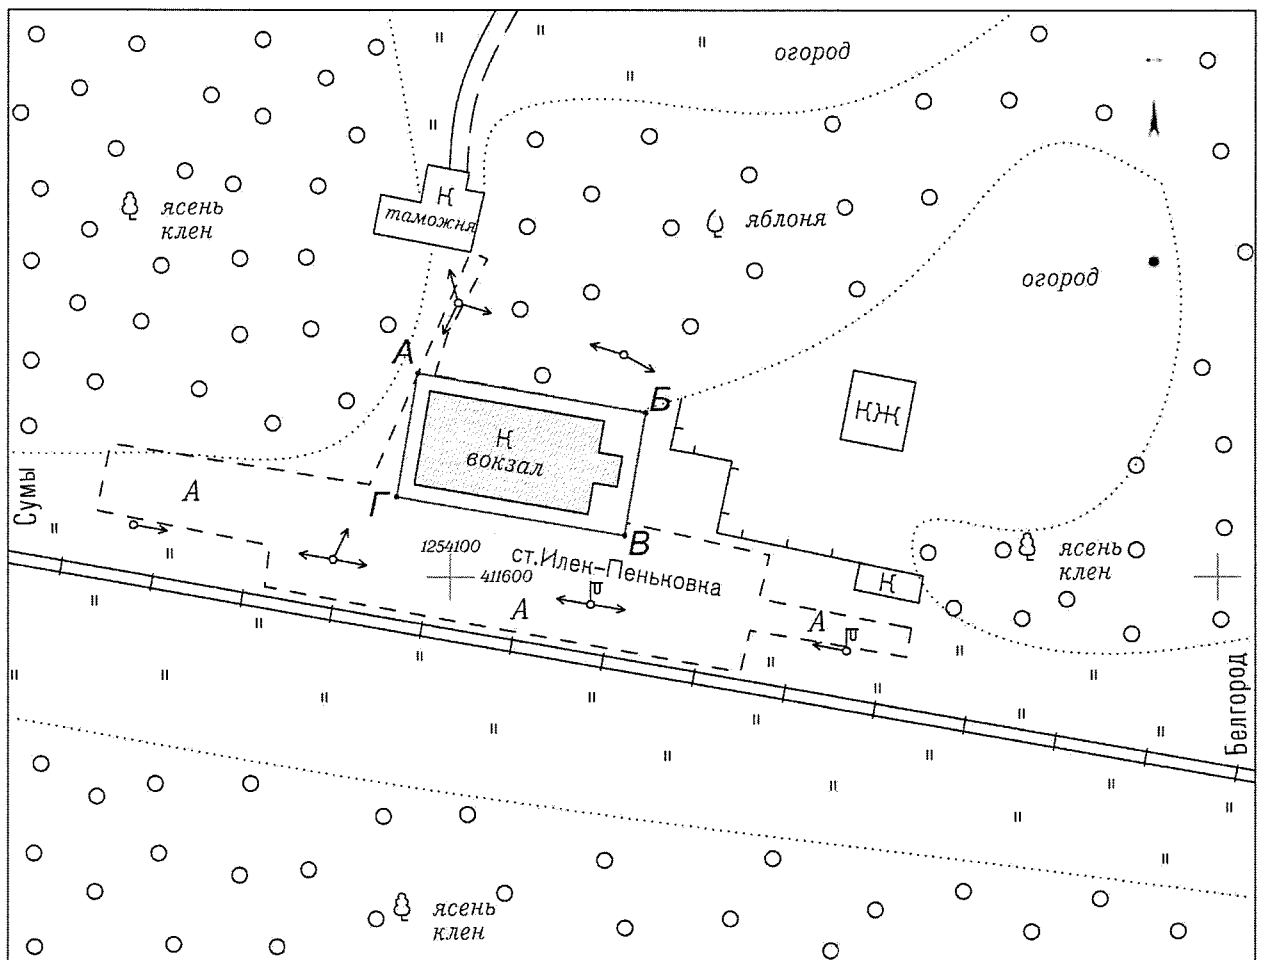 огород
Н
таможня
ясень
клен
яблоня
огород
А
Б
КЖ
Н
вокзал
Сумы
А
Г
В
1254100
411600
ст.Илек-Пеньковка
ясень
клен
Н
А
А
Белгород
ясень
клен